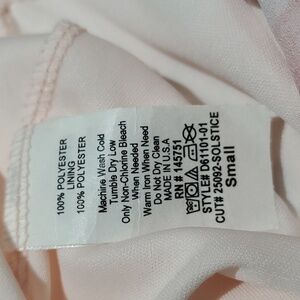 100% POLYESTER
LINING
100% POLYESTER
Machine Wash Cold
Tumble Dry Low
Only Non-Chlorine Bleach
When Needed
Warm Iron When Need
Do Not Dry Clean
MADE IN U.S.A
RN # 145751
STYLE# D61101-01
CUT# 25092-SOLSTICE
Small